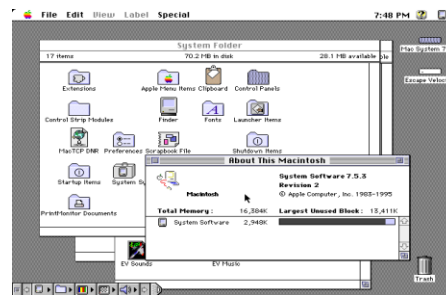 File Edit View Label Special 7:48 PM
System Folder
17 items 70.2 MB in disk 28.1 MB available
Mac System 7
Extensions Apple Menu Items Clipboard Control Panels
Escape Veloc
Control Strip Modules Finder Fonts Launcher Items
MacTCP DNR Preferences Scrapbook File Shutdown Items
Startup Items System
PrintMonitor Documents
About This Macintosh
System Software 7.5.3
Revision 2
Macintosh © Apple Computer, Inc. 1983-1995
Total Memory : 16,384K Largest Unused Block : 13,411K
System Software 2,948K
EV Sounds EV Music
Trash